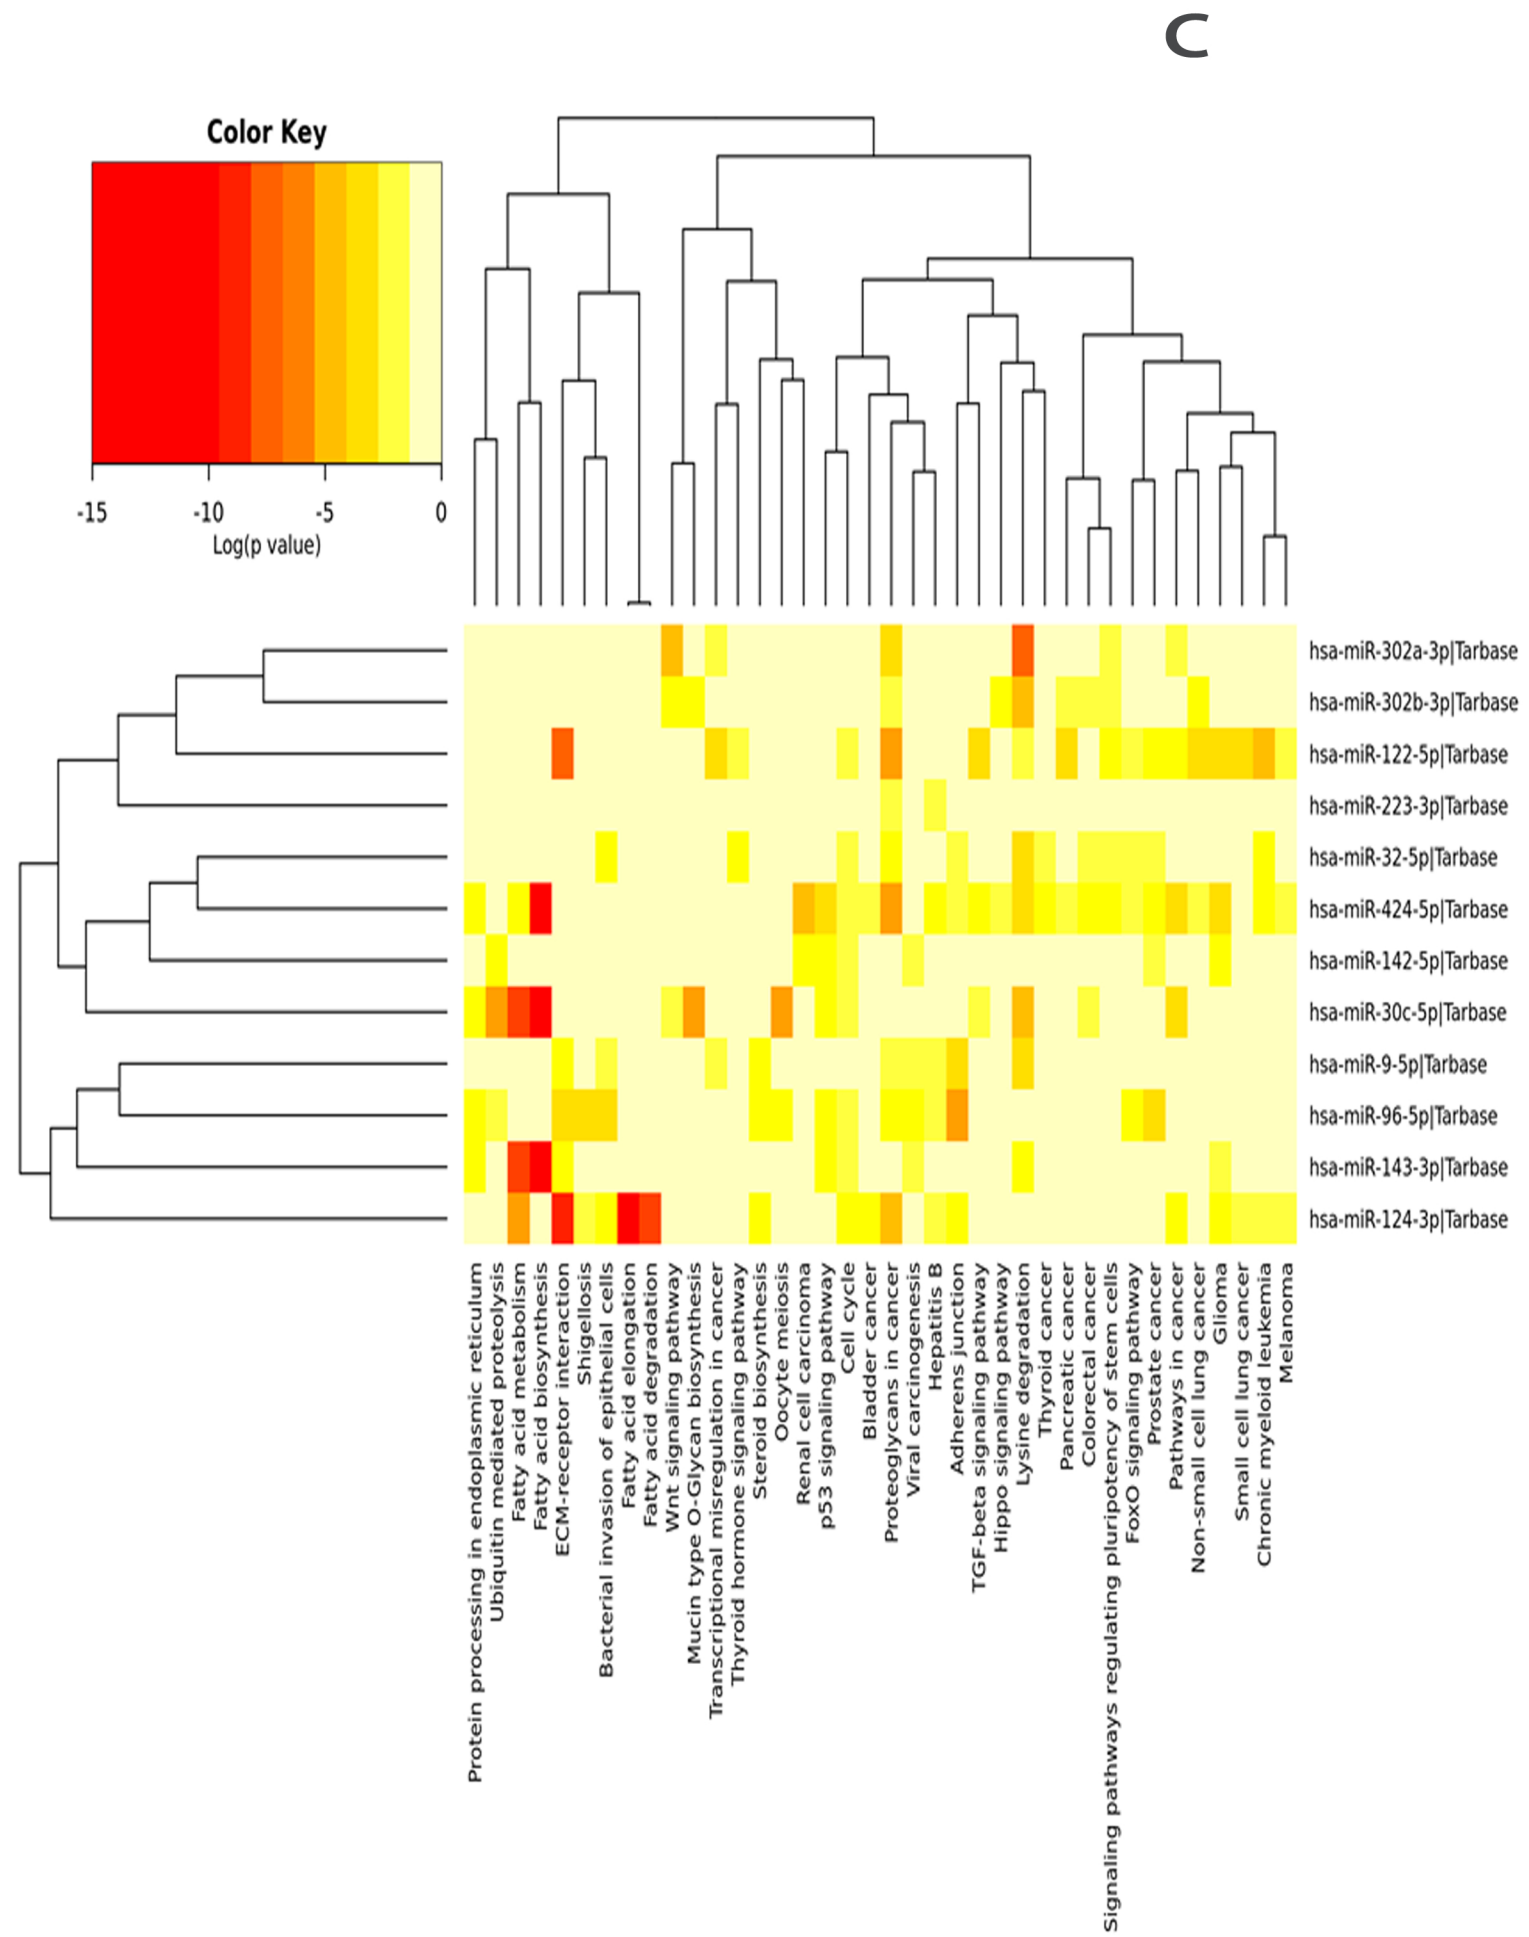 C
Color Key
-15 -10 -5 0
Log(p value)
hsa-miR-302a-3p|Tarbase
hsa-miR-302b-3p|Tarbase
hsa-miR-122-5p|Tarbase
hsa-miR-223-3p|Tarbase
hsa-miR-32-5p|Tarbase
hsa-miR-424-5p|Tarbase
hsa-miR-142-5p|Tarbase
hsa-miR-30c-5p|Tarbase
hsa-miR-9-5p|Tarbase
hsa-miR-96-5p|Tarbase
hsa-miR-143-3p|Tarbase
hsa-miR-124-3p|Tarbase
Protein processing in endoplasmic reticulum
Ubiquitin mediated proteolysis
Fatty acid metabolism
Fatty acid biosynthesis
ECM-receptor interaction
Shigellosis
Bacterial invasion of epithelial cells
Fatty acid elongation
Fatty acid degradation
Wnt signaling pathway
Mucin type O-Glycan biosynthesis
Transcriptional misregulation in cancer
Thyroid hormone signaling pathway
Steroid biosynthesis
Oocyte meiosis
Renal cell carcinoma
p53 signaling pathway
Cell cycle
Bladder cancer
Proteoglycans in cancer
Viral carcinogenesis
Hepatitis B
Adherens junction
TGF-beta signaling pathway
Hippo signaling pathway
Lysine degradation
Thyroid cancer
Pancreatic cancer
Colorectal cancer
Signaling pathways regulating pluripotency of stem cells
FoxO signaling pathway
Prostate cancer
Pathways in cancer
Non-small cell lung cancer
Glioma
Small cell lung cancer
Chronic myeloid leukemia
Melanoma